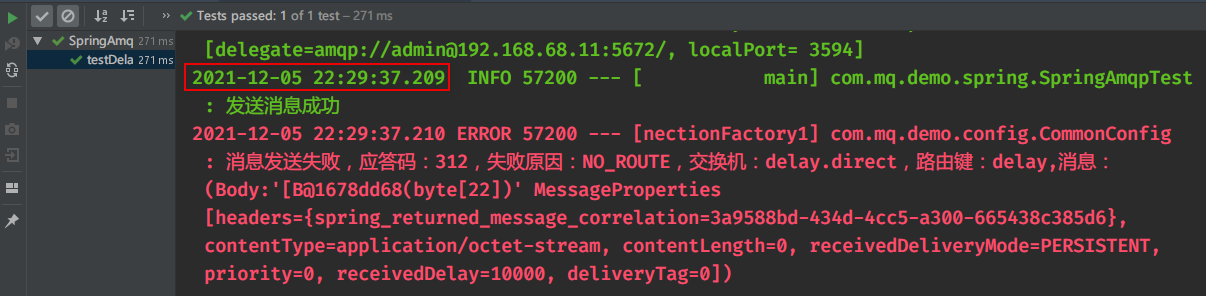 Tests passed: 1 of 1 test – 271 ms
SpringAmq 271 ms
testDela 271 ms
[delegate=amqp://admin@192.168.68.11:5672/, localPort= 3594]
2021-12-05 22:29:37.209  INFO 57200 --- [           main] com.mq.demo.spring.SpringAmqpTest
: 发送消息成功
2021-12-05 22:29:37.210 ERROR 57200 --- [nectionFactory1] com.mq.demo.config.CommonConfig
: 消息发送失败，应答码：312，失败原因：NO_ROUTE，交换机：delay.direct，路由键：delay,消息：
(Body:'[B@1678dd68(byte[22])' MessageProperties
[headers={spring_returned_message_correlation=3a9588bd-434d-4cc5-a300-665438c385d6},
contentType=application/octet-stream, contentLength=0, receivedDeliveryMode=PERSISTENT,
priority=0, receivedDelay=10000, deliveryTag=0])